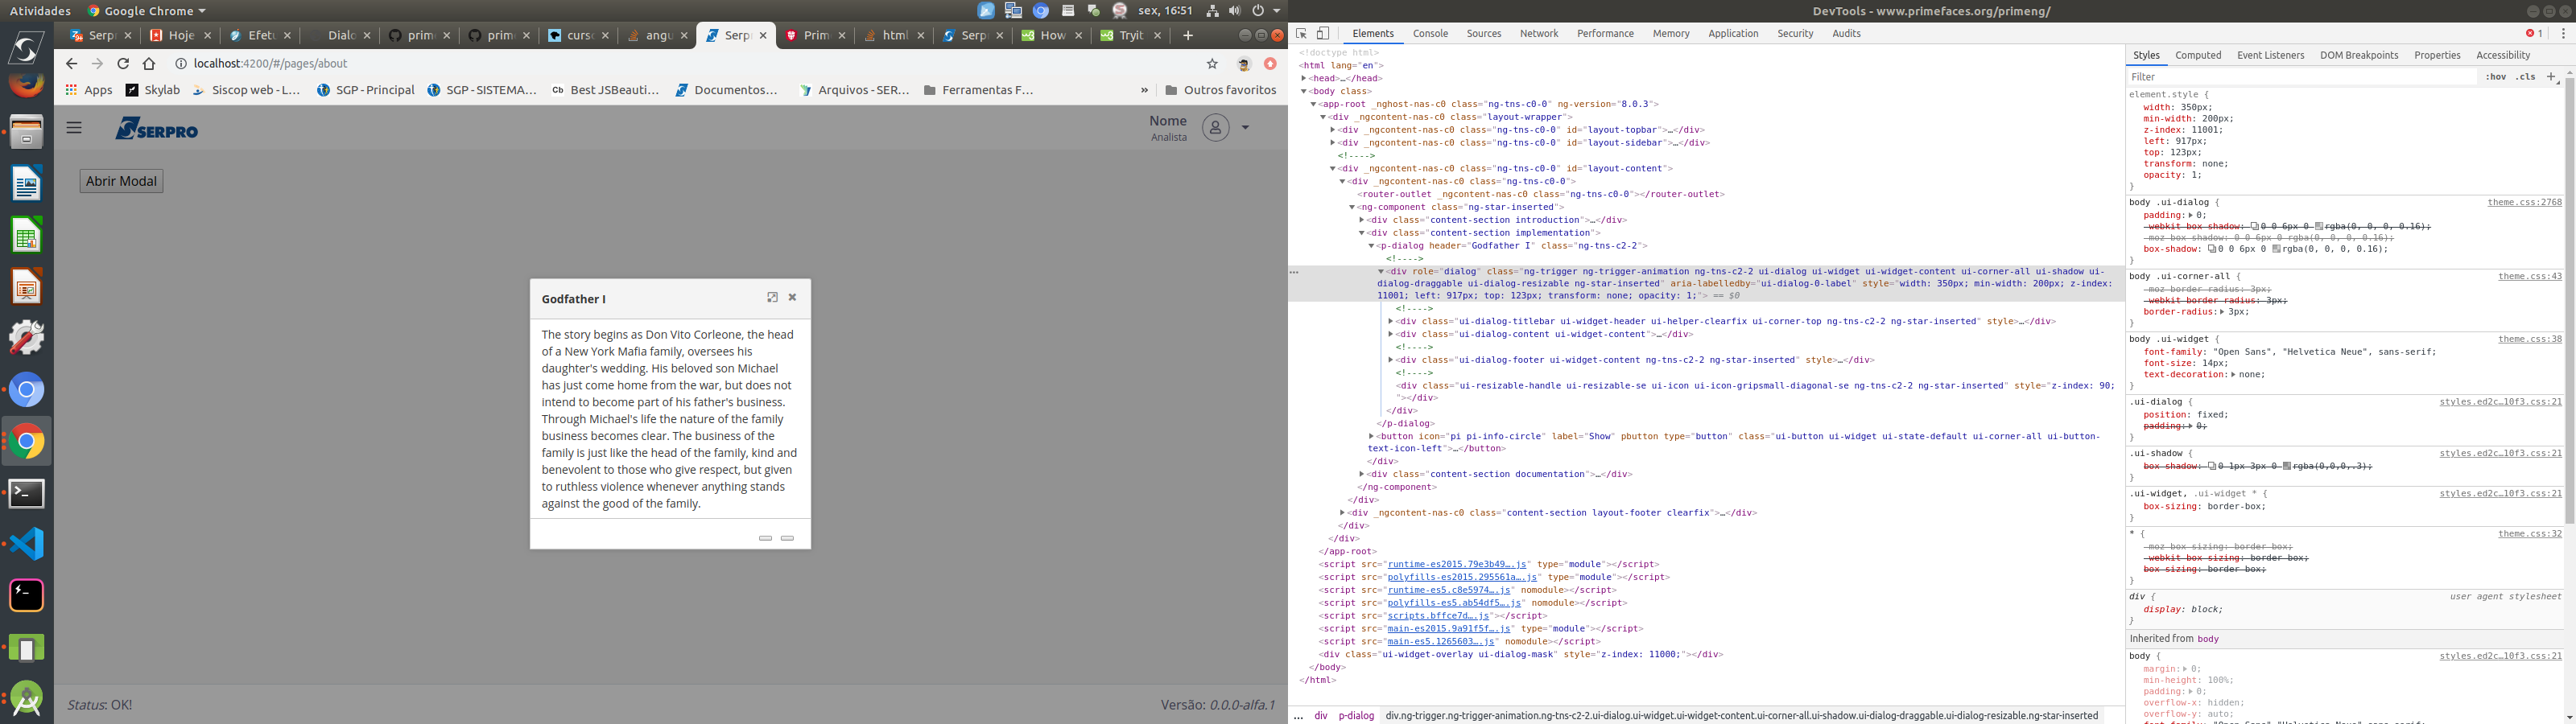 Atividades
Google Chrome
sex, 16:51
Serpr
Hoje
Efetu
Dialo
prime
prime
curso
angu
Serpr
Prime
html
Serpr
How
Tryit
localhost:4200/#/pages/about
Apps
Skylab
Siscop web - L...
SGP - Principal
SGP - SISTEMA...
Cb Best JSBeauti...
Documentos...
Arquivos - SER...
Ferramentas F...
»
Outros favoritos
SERPRO
Nome
Analista
Abrir Modal
Godfather I
The story begins as Don Vito Corleone, the head
of a New York Mafia family, oversees his
daughter's wedding. His beloved son Michael
has just come home from the war, but does not
intend to become part of his father's business.
Through Michael's life the nature of the family
business becomes clear. The business of the
family is just like the head of the family, kind and
benevolent to those who give respect, but given
to ruthless violence whenever anything stands
against the good of the family.
Status: OK!
Versão: 0.0.0-alfa.1
DevTools - www.primefaces.org/primeng/
Elements Console Sources Network Performance Memory Application Security Audits
1
<!doctype html>
<html lang="en">
<head>…</head>
<body class>
<app-root _nghost-nas-c0 class="ng-tns-c0-0" ng-version="8.0.3">
<div _ngcontent-nas-c0 class="layout-wrapper">
<div _ngcontent-nas-c0 class="ng-tns-c0-0" id="layout-topbar">…</div>
<div _ngcontent-nas-c0 class="ng-tns-c0-0" id="layout-sidebar">…</div>
<!---->
<div _ngcontent-nas-c0 class="ng-tns-c0-0" id="layout-content">
<div _ngcontent-nas-c0 class="ng-tns-c0-0">
<router-outlet _ngcontent-nas-c0 class="ng-tns-c0-0"></router-outlet>
<ng-component class="ng-star-inserted">
<div class="content-section introduction">…</div>
<div class="content-section implementation">
<p-dialog header="Godfather I" class="ng-tns-c2-2">
<!---->
<div role="dialog" class="ng-trigger ng-trigger-animation ng-tns-c2-2 ui-dialog ui-widget ui-widget-content ui-corner-all ui-shadow ui-
dialog-draggable ui-dialog-resizable ng-star-inserted" aria-labelledby="ui-dialog-0-label" style="width: 350px; min-width: 200px; z-index:
11001; left: 917px; top: 123px; transform: none; opacity: 1;"> == $0
<!---->
<div class="ui-dialog-titlebar ui-widget-header ui-helper-clearfix ui-corner-top ng-tns-c2-2 ng-star-inserted" style>…</div>
<div class="ui-dialog-content ui-widget-content">…</div>
<!---->
<div class="ui-dialog-footer ui-widget-content ng-tns-c2-2 ng-star-inserted" style>…</div>
<!---->
<div class="ui-resizable-handle ui-resizable-se ui-icon ui-icon-gripsmall-diagonal-se ng-tns-c2-2 ng-star-inserted" style="z-index: 90;
"></div>
</div>
</p-dialog>
<button icon="pi pi-info-circle" label="Show" pbutton type="button" class="ui-button ui-widget ui-state-default ui-corner-all ui-button-
text-icon-left">…</button>
</div>
<div class="content-section documentation">…</div>
</ng-component>
</div>
<div _ngcontent-nas-c0 class="content-section layout-footer clearfix">…</div>
</div>
</div>
</app-root>
<script src="runtime-es2015.79e3b49….js" type="module"></script>
<script src="polyfills-es2015.295561a….js" type="module"></script>
<script src="runtime-es5.c8e5974….js" nomodule></script>
<script src="polyfills-es5.ab54df5….js" nomodule></script>
<script src="scripts.bffce7d….js"></script>
<script src="main-es2015.9a91f5f….js" type="module"></script>
<script src="main-es5.1265603….js" nomodule></script>
<div class="ui-widget-overlay ui-dialog-mask" style="z-index: 11000;"></div>
</body>
</html>
... div p-dialog div.ng-trigger.ng-trigger-animation.ng-tns-c2-2.ui-dialog.ui-widget.ui-widget-content.ui-corner-all.ui-shadow.ui-dialog-draggable.ui-dialog-resizable.ng-star-inserted
Styles Computed Event Listeners DOM Breakpoints Properties Accessibility
Filter :hov .cls +
element.style {
width: 350px;
min-width: 200px;
z-index: 11001;
left: 917px;
top: 123px;
transform: none;
opacity: 1;
}
body .ui-dialog { theme.css:2768
padding: 0;
-webkit-box-shadow: 0 0 6px 0 rgba(0, 0, 0, 0.16);
-moz-box-shadow: 0 0 6px 0 rgba(0, 0, 0, 0.16);
box-shadow: 0 0 6px 0 rgba(0, 0, 0, 0.16);
}
body .ui-corner-all { theme.css:43
-moz-border-radius: 3px;
-webkit-border-radius: 3px;
border-radius: 3px;
}
body .ui-widget { theme.css:38
font-family: "Open Sans", "Helvetica Neue", sans-serif;
font-size: 14px;
text-decoration: none;
}
.ui-dialog { styles.ed2c…10f3.css:21
position: fixed;
padding: 0;
}
.ui-shadow { styles.ed2c…10f3.css:21
box-shadow: 0 1px 3px 0 rgba(0,0,0,.3);
}
.ui-widget, .ui-widget * { styles.ed2c…10f3.css:21
box-sizing: border-box;
}
* { theme.css:32
-moz-box-sizing: border-box;
-webkit-box-sizing: border-box;
box-sizing: border-box;
}
div { user agent stylesheet
display: block;
}
Inherited from body
body { styles.ed2c…10f3.css:21
margin: 0;
min-height: 100%;
padding: 0;
overflow-x: hidden;
overflow-y: auto;